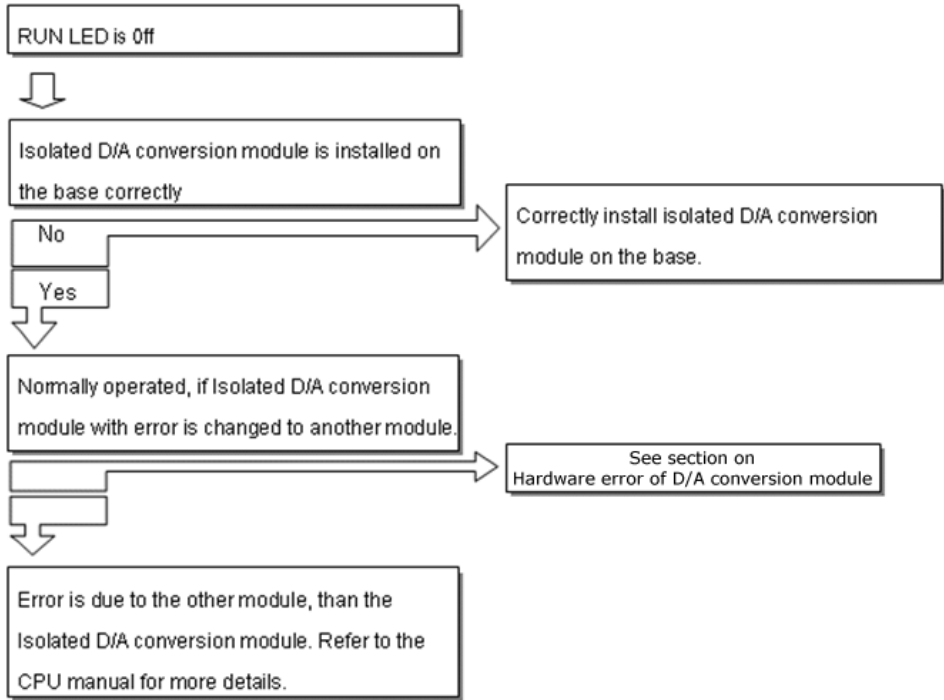 RUN LED is 0ff
Isolated D/A conversion module is installed on
the base correctly
No
Correctly install isolated D/A conversion
module on the base.
Yes
Normally operated, if Isolated D/A conversion
module with error is changed to another module.
See section on
Hardware error of D/A conversion module
Error is due to the other module, than the
Isolated D/A conversion module. Refer to the
CPU manual for more details.